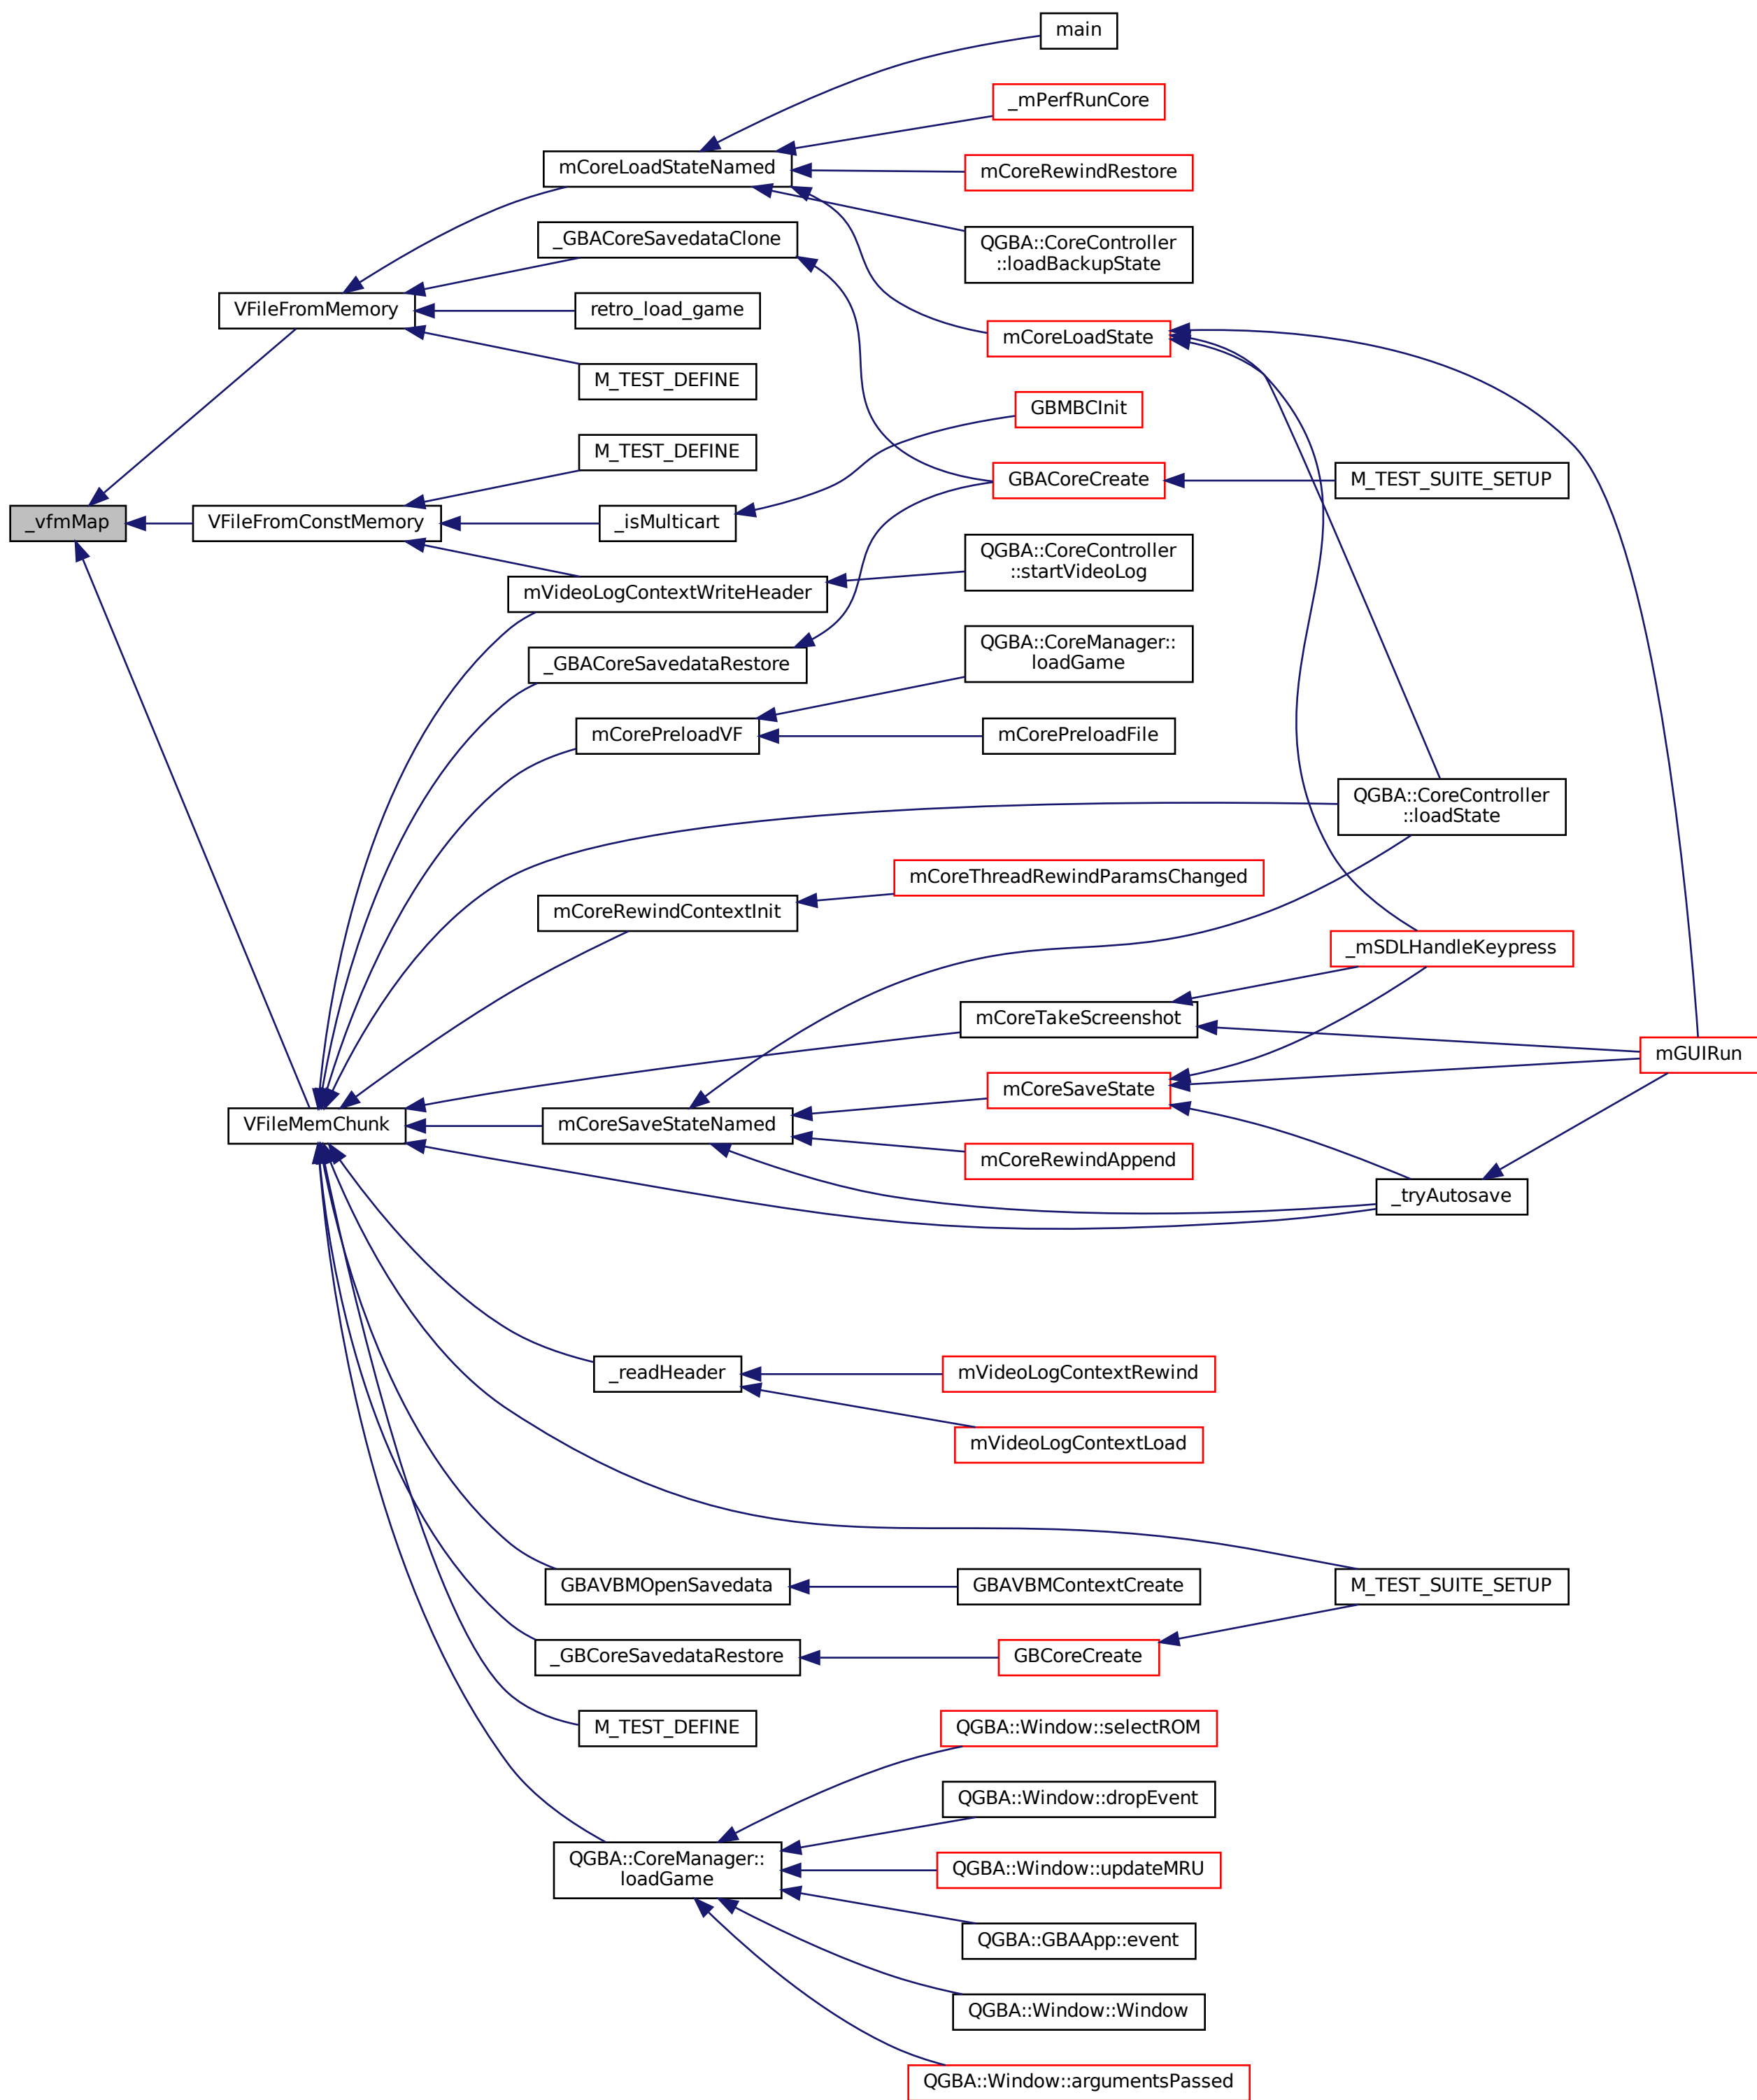 main
_mPerfRunCore
mCoreLoadStateNamed
mCoreRewindRestore
_GBACoreSavedataClone
QGBA::CoreController
::loadBackupState
VFileFromMemory
retro_load_game
mCoreLoadState
M_TEST_DEFINE
GBMBCInit
M_TEST_DEFINE
GBACoreCreate
M_TEST_SUITE_SETUP
_vfmMap
VFileFromConstMemory
_isMulticart
QGBA::CoreController
::startVideoLog
mVideoLogContextWriteHeader
QGBA::CoreManager::
loadGame
_GBACoreSavedataRestore
mCorePreloadVF
mCorePreloadFile
QGBA::CoreController
::loadState
mCoreThreadRewindParamsChanged
mCoreRewindContextInit
_mSDLHandleKeypress
mCoreTakeScreenshot
mGUIRun
mCoreSaveState
VFileMemChunk
mCoreSaveStateNamed
mCoreRewindAppend
_tryAutosave
_readHeader
mVideoLogContextRewind
mVideoLogContextLoad
GBAVBMOpenSavedata
GBAVBMContextCreate
M_TEST_SUITE_SETUP
_GBCoreSavedataRestore
GBCoreCreate
M_TEST_DEFINE
QGBA::Window::selectROM
QGBA::Window::dropEvent
QGBA::CoreManager::
loadGame
QGBA::Window::updateMRU
QGBA::GBAApp::event
QGBA::Window::Window
QGBA::Window::argumentsPassed